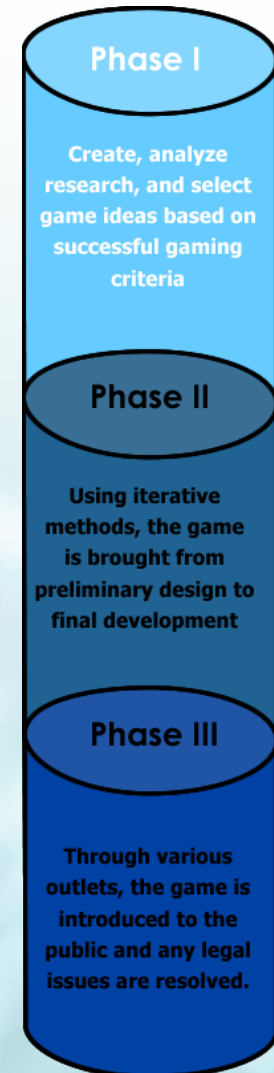 Phase I
Create, analyze
research, and select
game ideas based on
successful gaming
criteria
Phase II
Using iterative
methods, the game
is brought from
preliminary design to
final development
Phase III
Through various
outlets, the game is
introduced to the
public and any legal
issues are resolved.